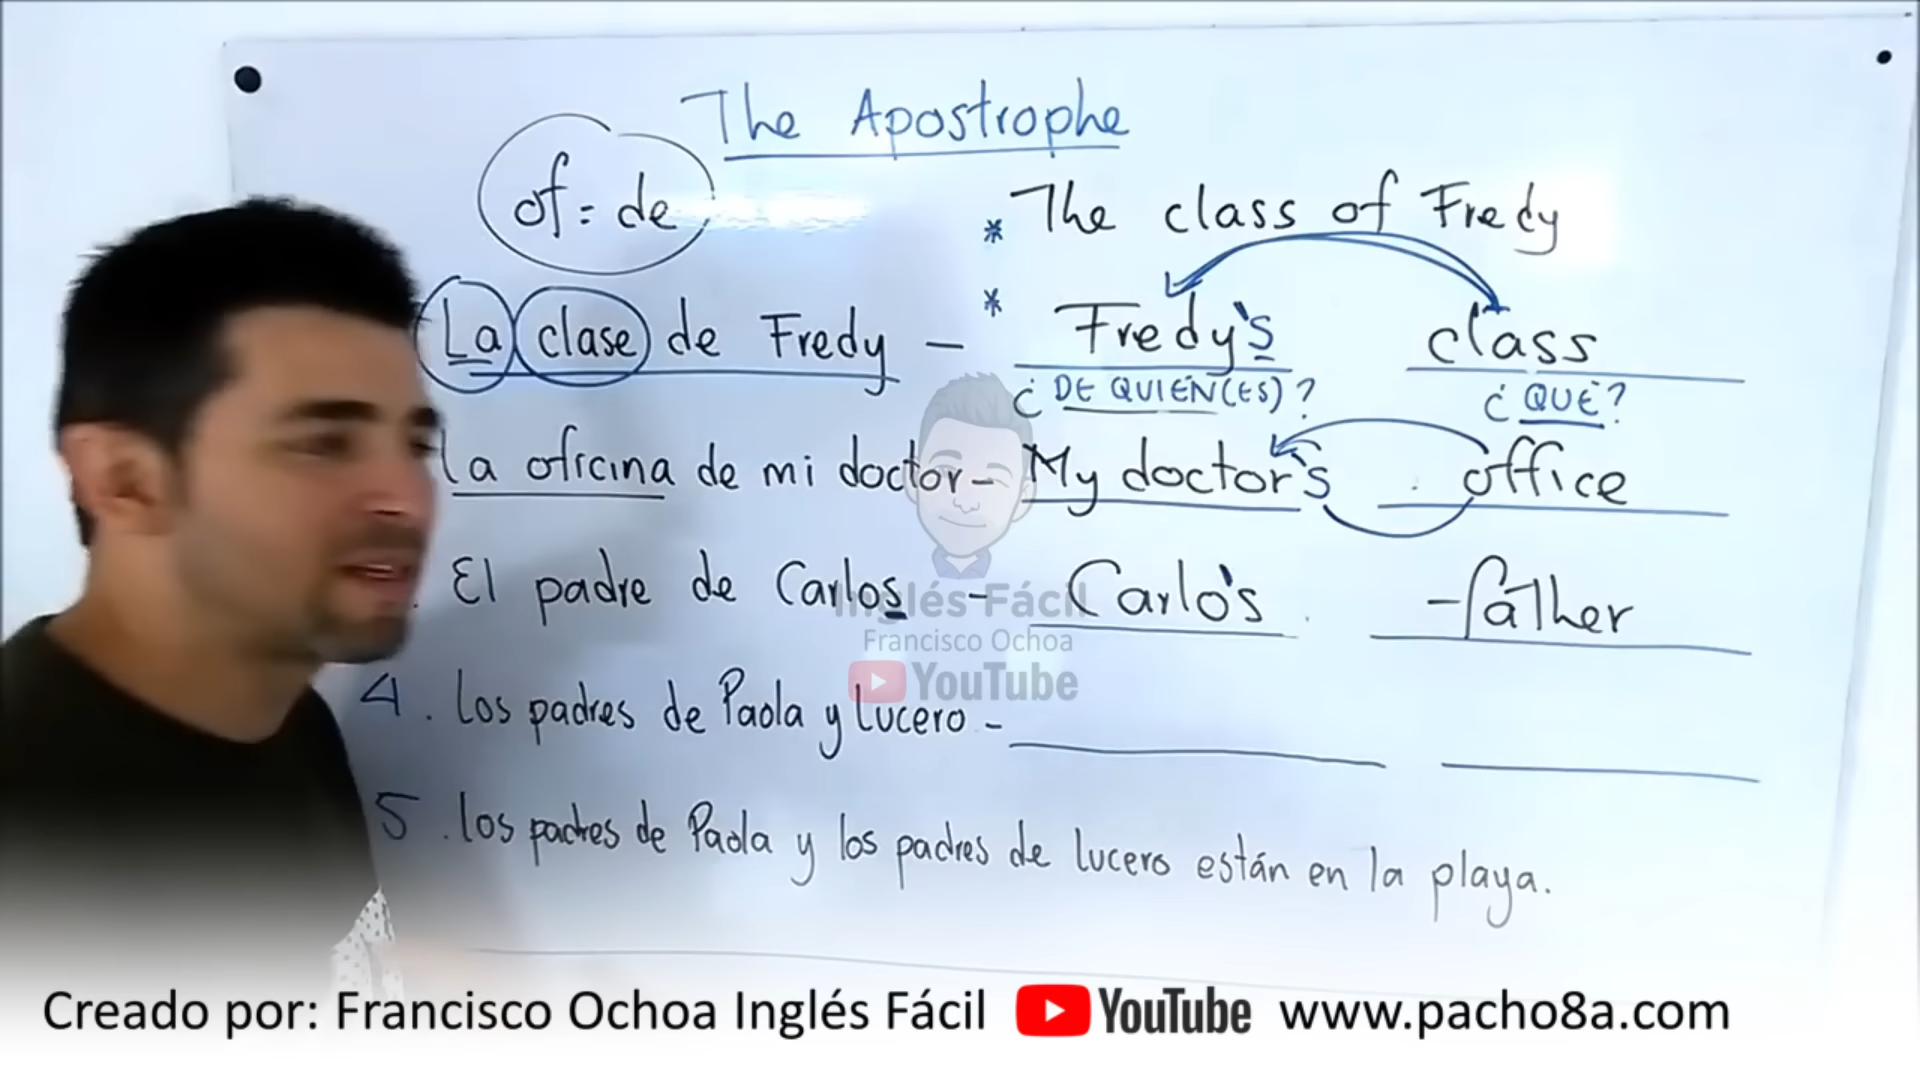 The Apostrophe
of = de
* The class of Fredy
La clase de Fredy - * Fredy's class
¿DE QUIEN(ES)? ¿QUÉ?
La oficina de mi doctor - My doctor's office
. El padre de Carlos - Carlo's - father
4. Los padres de Paola y Lucero -
5. Los padres de Paola y los padres de Lucero están en la playa.
Inglés Fácil
Francisco Ochoa
YouTube
Creado por: Francisco Ochoa Inglés Fácil YouTube www.pacho8a.com